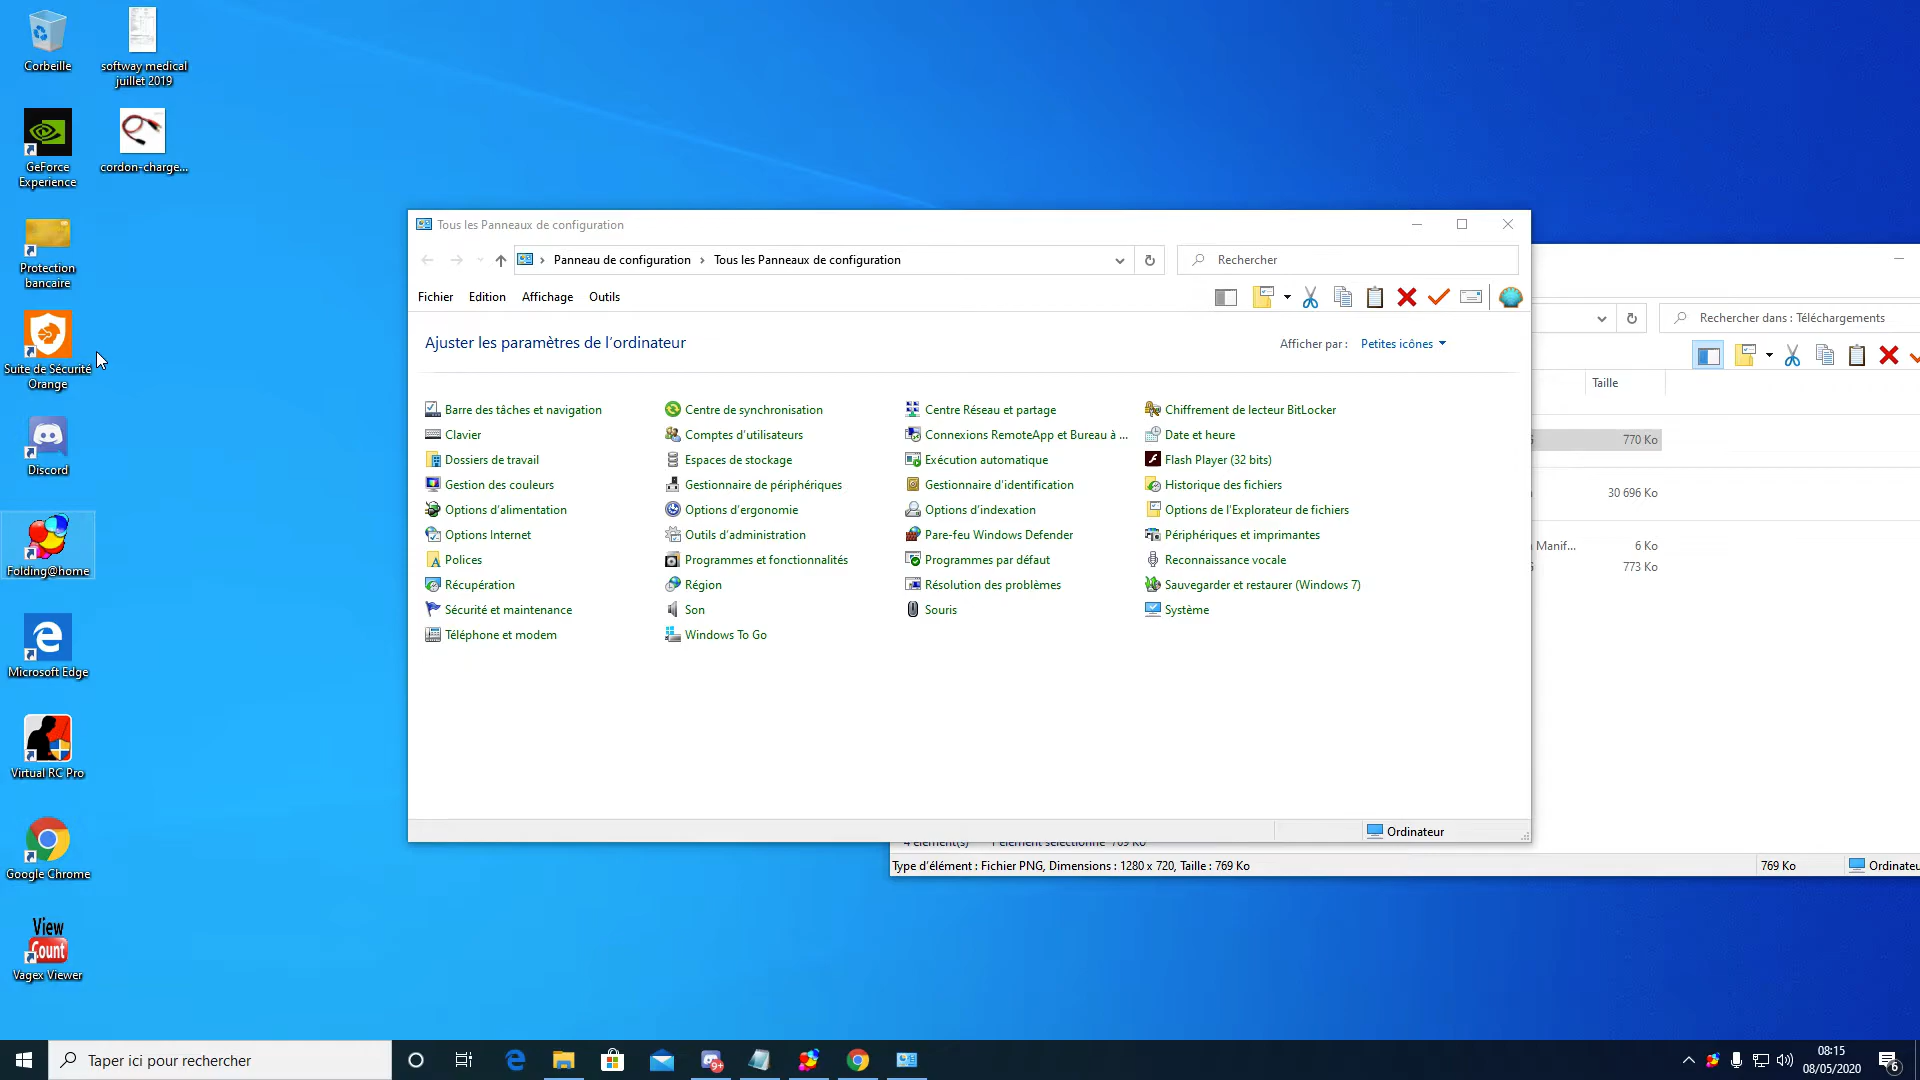 Corbeille
softway medical
juillet 2019
GeForce
Experience
cordon-charge...
Protection
bancaire
Suite de Sécurité
Orange
Discord
Folding@home
Microsoft Edge
Virtual RC Pro
Google Chrome
View
Count
Vagex Viewer
Tous les Panneaux de configuration
Panneau de configuration › Tous les Panneaux de configuration
Rechercher
Fichier Edition Affichage Outils
Ajuster les paramètres de l'ordinateur
Afficher par : Petites icônes
Barre des tâches et navigation
Centre de synchronisation
Centre Réseau et partage
Chiffrement de lecteur BitLocker
Clavier
Comptes d'utilisateurs
Connexions RemoteApp et Bureau à ...
Date et heure
Dossiers de travail
Espaces de stockage
Exécution automatique
Flash Player (32 bits)
Gestion des couleurs
Gestionnaire de périphériques
Gestionnaire d'identification
Historique des fichiers
Options d'alimentation
Options d'ergonomie
Options d'indexation
Options de l'Explorateur de fichiers
Options Internet
Outils d'administration
Pare-feu Windows Defender
Périphériques et imprimantes
Polices
Programmes et fonctionnalités
Programmes par défaut
Reconnaissance vocale
Récupération
Région
Résolution des problèmes
Sauvegarder et restaurer (Windows 7)
Sécurité et maintenance
Son
Souris
Système
Téléphone et modem
Windows To Go
Ordinateur
Rechercher dans : Téléchargements
Taille
770 Ko
30 696 Ko
Manif... 6 Ko
773 Ko
4 élément(s) 1 élément sélectionné 769 Ko
Type d'élément : Fichier PNG, Dimensions : 1280 x 720, Taille : 769 Ko
769 Ko
Ordinateu
Taper ici pour rechercher
9+
08:15
08/05/2020
6